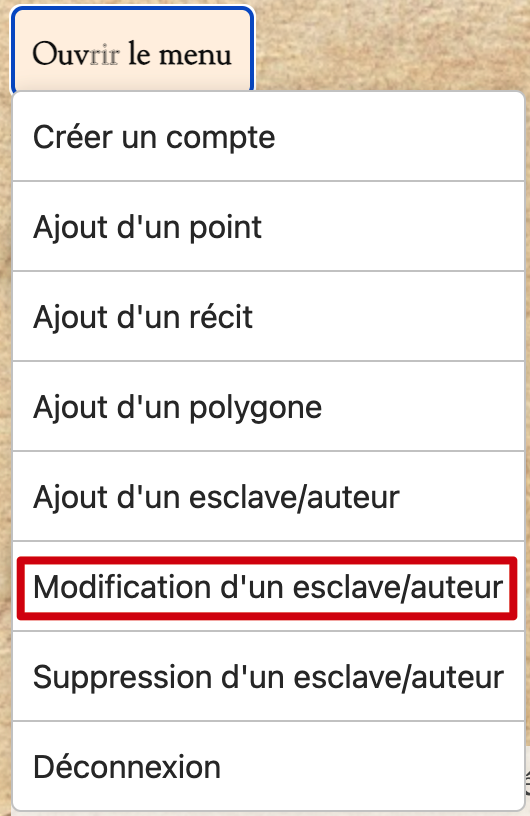 Ouvrir le menu
Créer un compte
Ajout d'un point
Ajout d'un récit
Ajout d'un polygone
Ajout d'un esclave/auteur
Modification d'un esclave/auteur
Suppression d'un esclave/auteur
Déconnexion